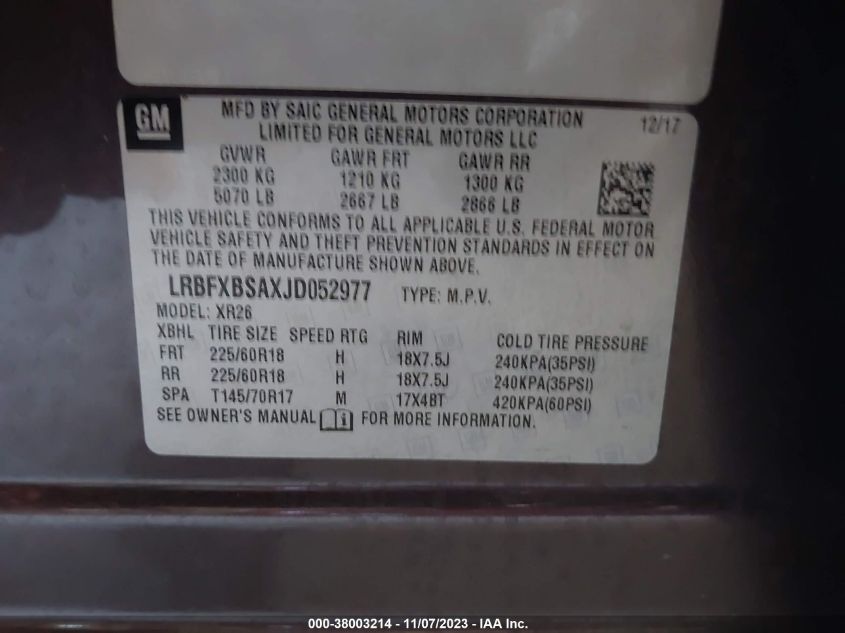 GM
MFD BY SAIC GENERAL MOTORS CORPORATION
LIMITED FOR GENERAL MOTORS LLC
12/17
GVWR GAWR FRT GAWR RR
2300 KG 1210 KG 1300 KG
5070 LB 2667 LB 2866 LB
THIS VEHICLE CONFORMS TO ALL APPLICABLE U.S. FEDERAL MOTOR
VEHICLE SAFETY AND THEFT PREVENTION STANDARDS IN EFFECT ON
THE DATE OF MANUFACTURE SHOWN ABOVE.
LRBFXBSAXJD052977 TYPE: M.P.V.
MODEL: XR26
XBHL TIRE SIZE SPEED RTG RIM COLD TIRE PRESSURE
FRT 225/60R18 H 18X7.5J 240KPA(35PSI)
RR 225/60R18 H 18X7.5J 240KPA(35PSI)
SPA T145/70R17 M 17X4BT 420KPA(60PSI)
SEE OWNER'S MANUAL FOR MORE INFORMATION.
000-38003214 - 11/07/2023 - IAA Inc.